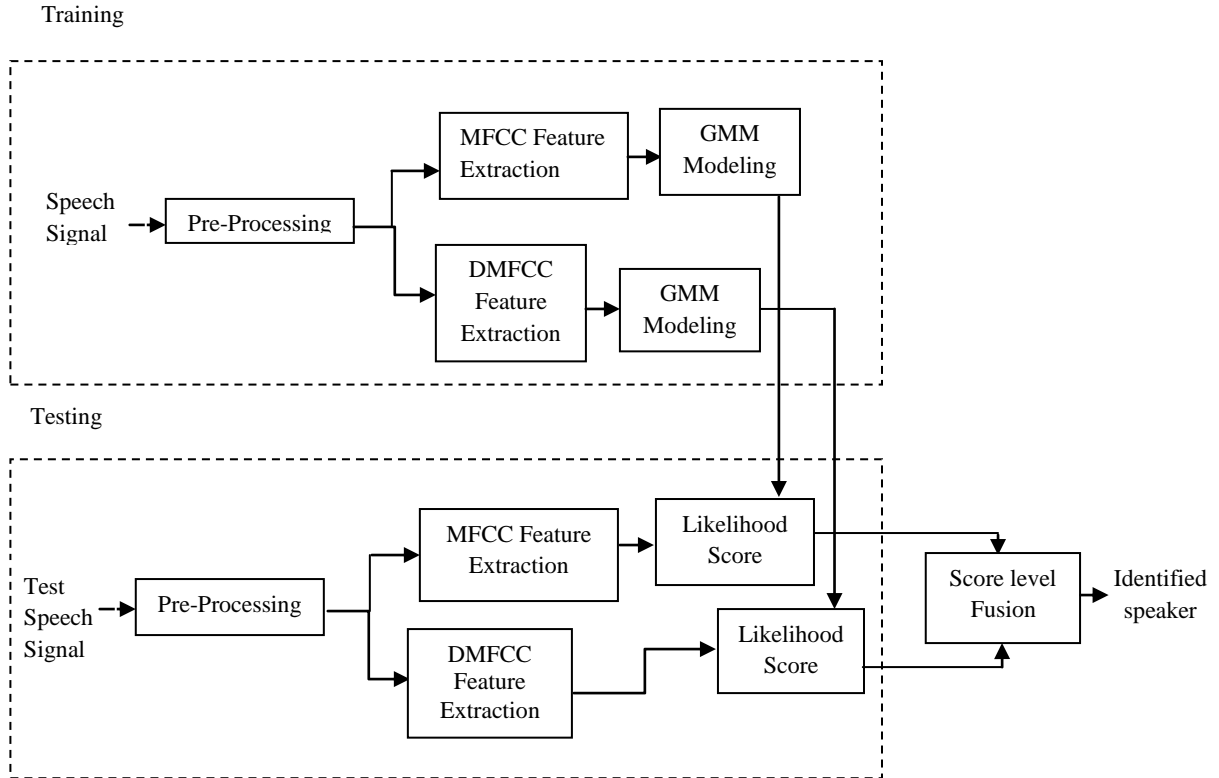 Training
MFCC Feature
Extraction
GMM
Modeling
Speech
Signal
Pre-Processing
DMFCC
Feature
Extraction
GMM
Modeling
Testing
MFCC Feature
Extraction
Likelihood
Score
Test
Speech
Signal
Pre-Processing
DMFCC
Feature
Extraction
Likelihood
Score
Score level
Fusion
Identified
speaker